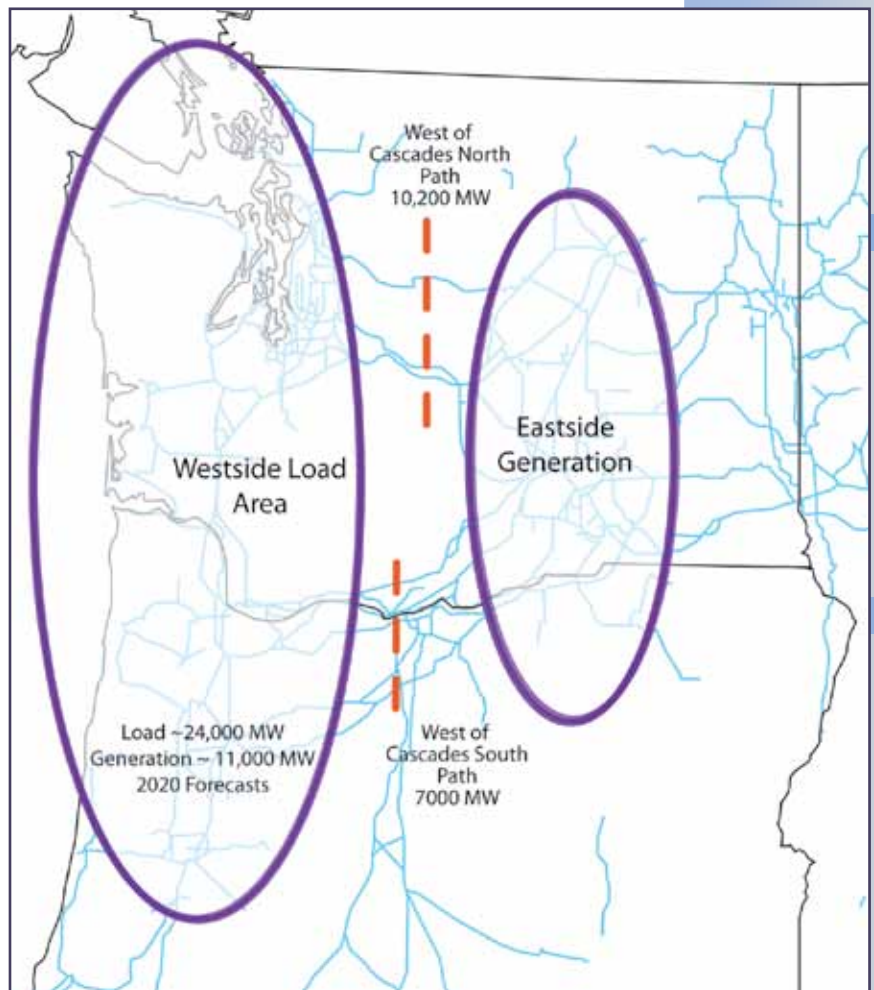 West of
Cascades North
Path
10,200 MW
Eastside
Generation
Westside Load
Area
Load ~24,000 MW
Generation ~ 11,000 MW
2020 Forecasts
West of
Cascades South
Path
7000 MW